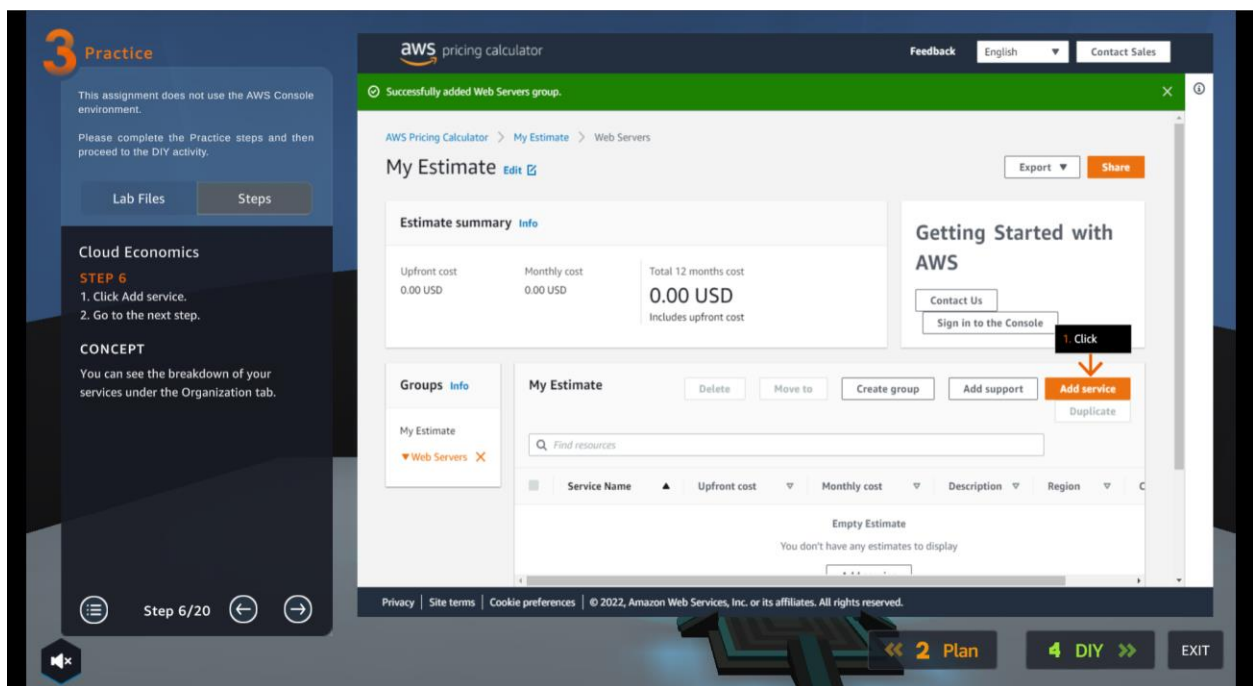 3 Practice
This assignment does not use the AWS Console
environment.
Please complete the Practice steps and then
proceed to the DIY activity.
Lab Files Steps
Cloud Economics
STEP 6
1. Click Add service.
2. Go to the next step.
CONCEPT
You can see the breakdown of your
services under the Organization tab.
Step 6/20
aws pricing calculator
Feedback English Contact Sales
Successfully added Web Servers group.
AWS Pricing Calculator > My Estimate > Web Servers
My Estimate Edit
Export Share
Estimate summary Info
Upfront cost Monthly cost Total 12 months cost
0.00 USD 0.00 USD 0.00 USD
Includes upfront cost
Getting Started with
AWS
Contact Us
Sign in to the Console
1. Click
Groups Info
My Estimate
Web Servers
My Estimate Delete Move to Create group Add support Add service
Duplicate
Find resources
Service Name Upfront cost Monthly cost Description Region
Empty Estimate
You don't have any estimates to display
Privacy | Site terms | Cookie preferences | © 2022, Amazon Web Services, Inc. or its affiliates. All rights reserved.
2 Plan 4 DIY EXIT